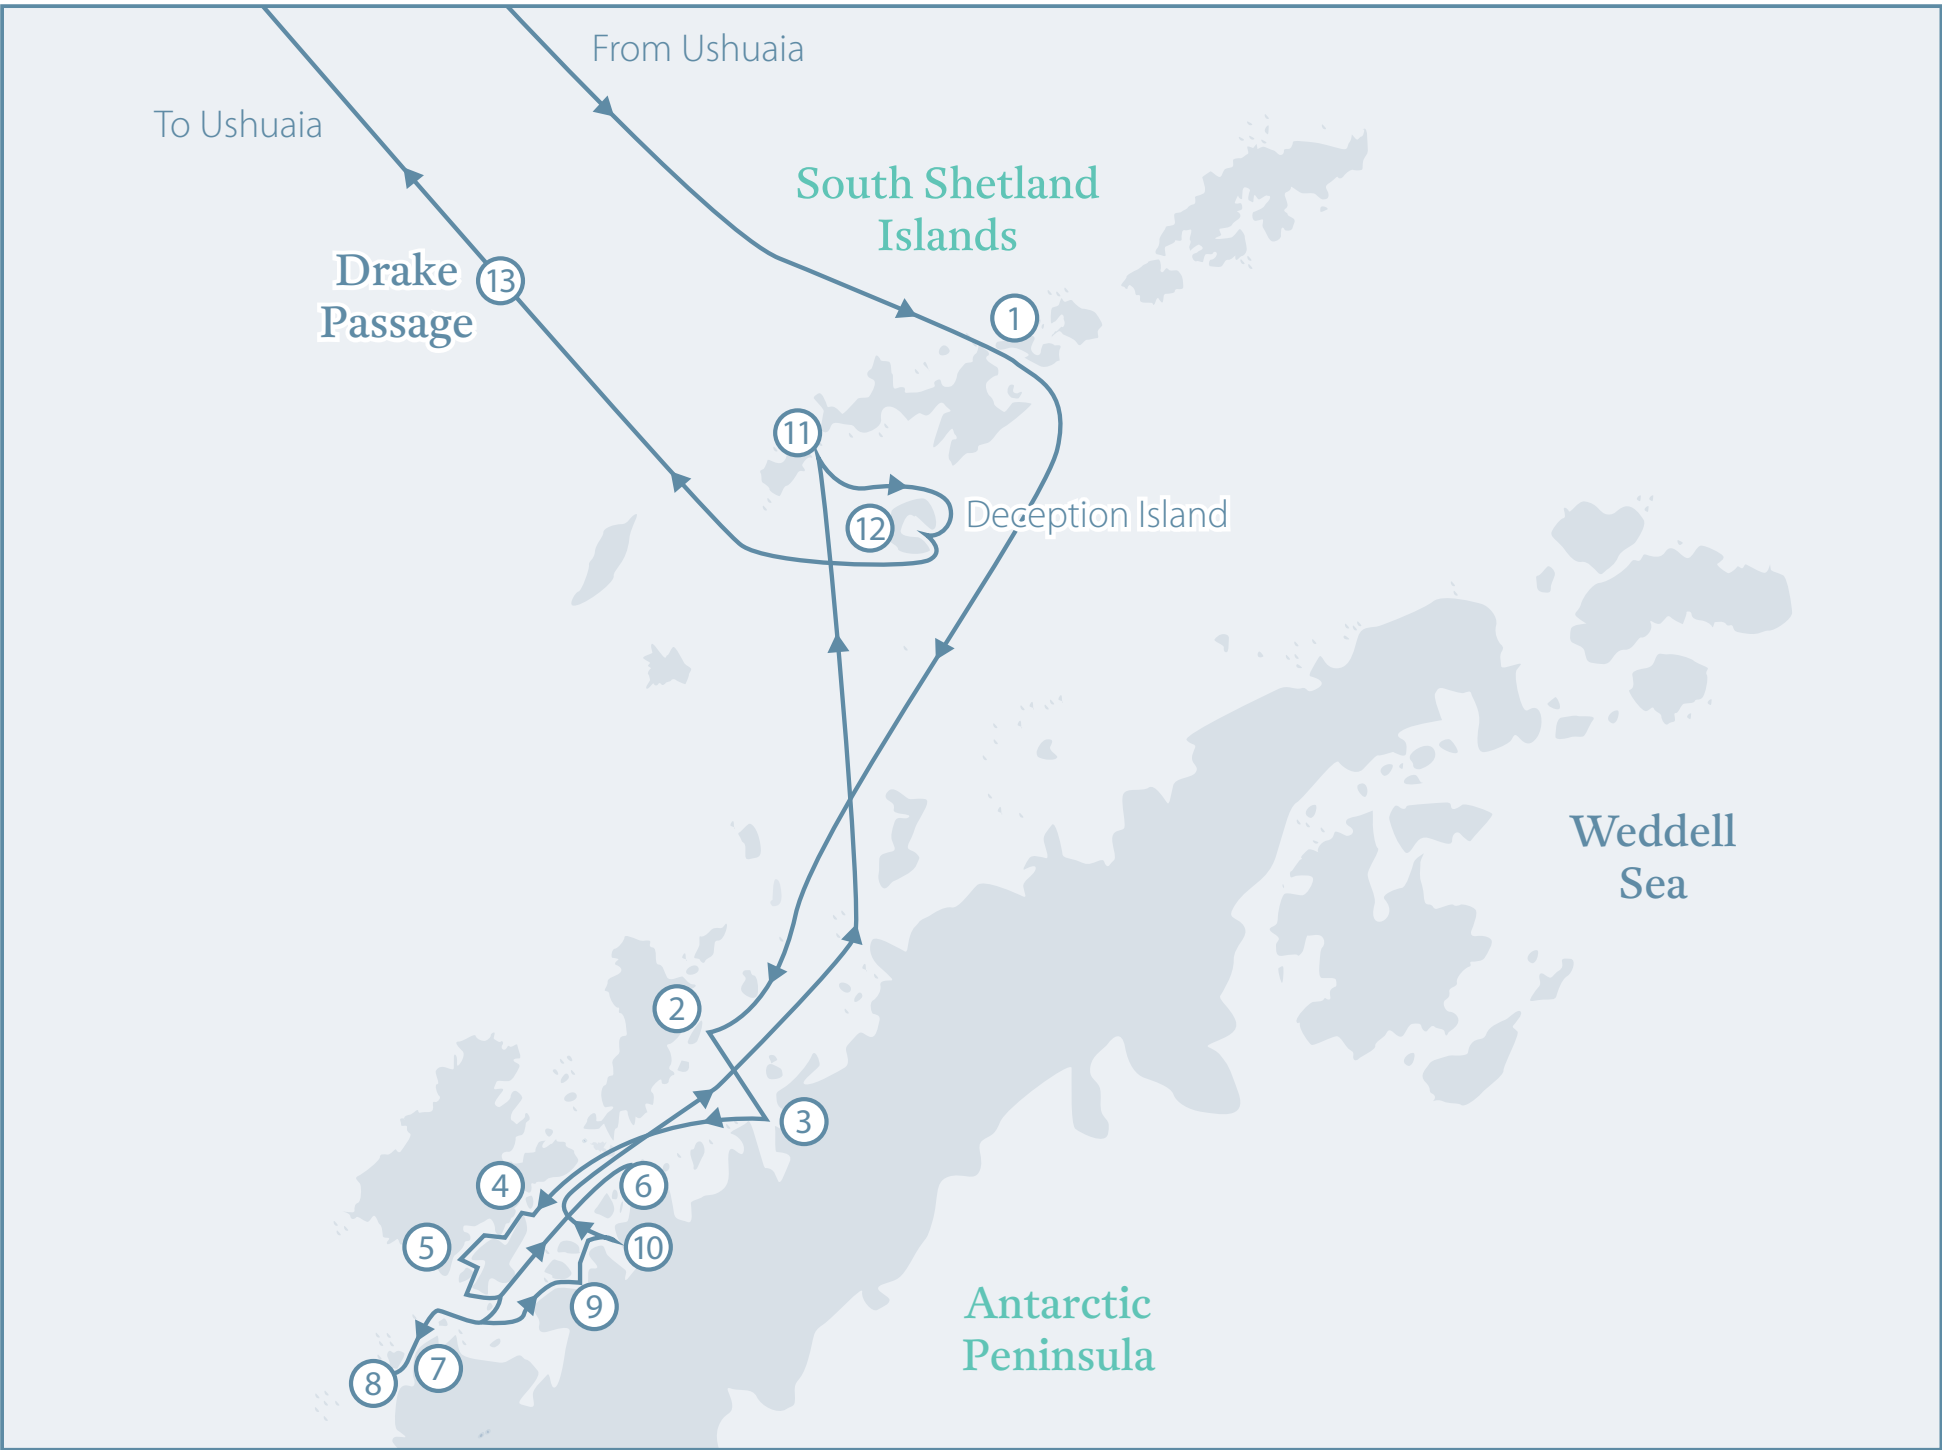 From Ushuaia
To Ushuaia
South Shetland
Islands
Drake
Passage
13
1
11
12
Deception Island
Weddell
Sea
2
3
4
6
5
10
9
Antarctic
Peninsula
7
8